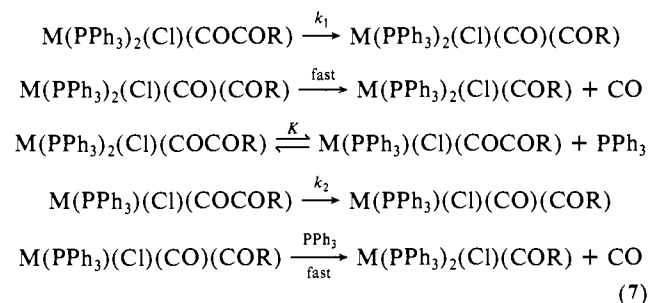 M(PPh₃)₂(Cl)(COCOR) —k₁→ M(PPh₃)₂(Cl)(CO)(COR)
M(PPh₃)₂(Cl)(CO)(COR) —fast→ M(PPh₃)₂(Cl)(COR) + CO
M(PPh₃)₂(Cl)(COCOR) ⇌K M(PPh₃)(Cl)(COCOR) + PPh₃
M(PPh₃)(Cl)(COCOR) —k₂→ M(PPh₃)(Cl)(CO)(COR)
M(PPh₃)(Cl)(CO)(COR) —PPh₃ fast→ M(PPh₃)₂(Cl)(COR) + CO
(7)